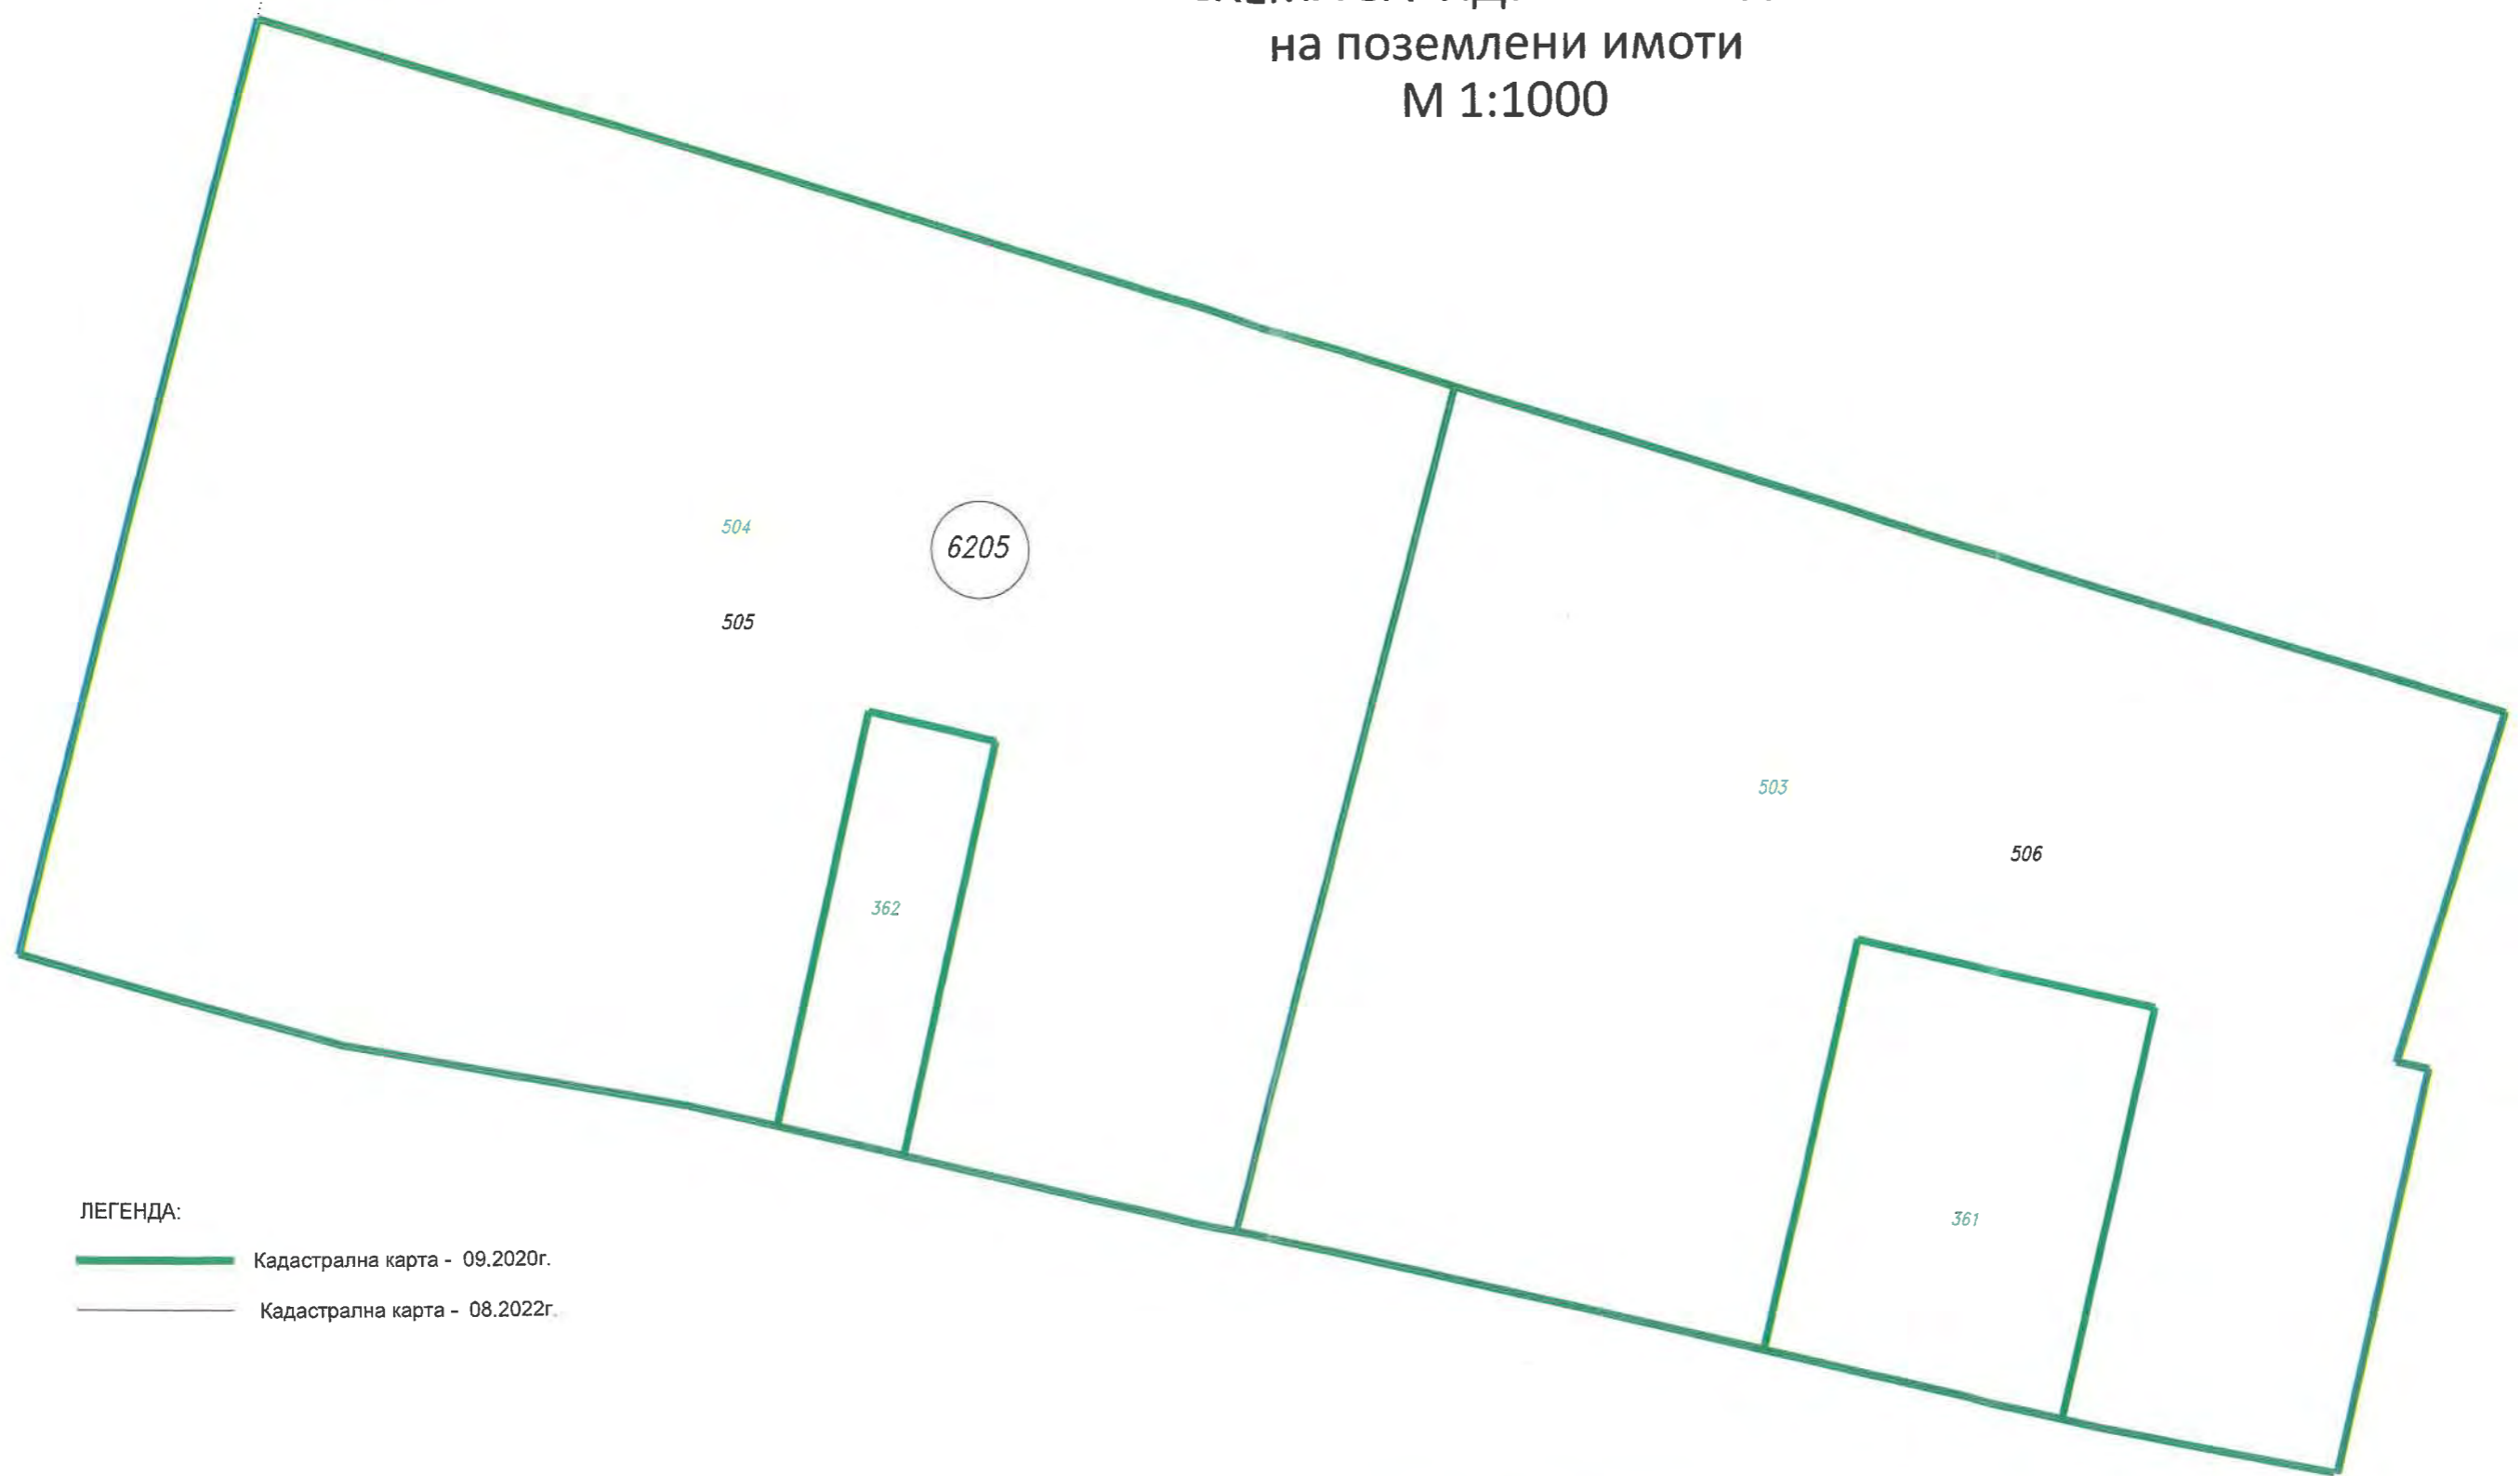 на поземлени имоти
М 1:1000
504
6205
505
503
506
362
361
ЛЕГЕНДА:
Кадастрална карта - 09.2020г.
Кадастрална карта - 08.2022г.